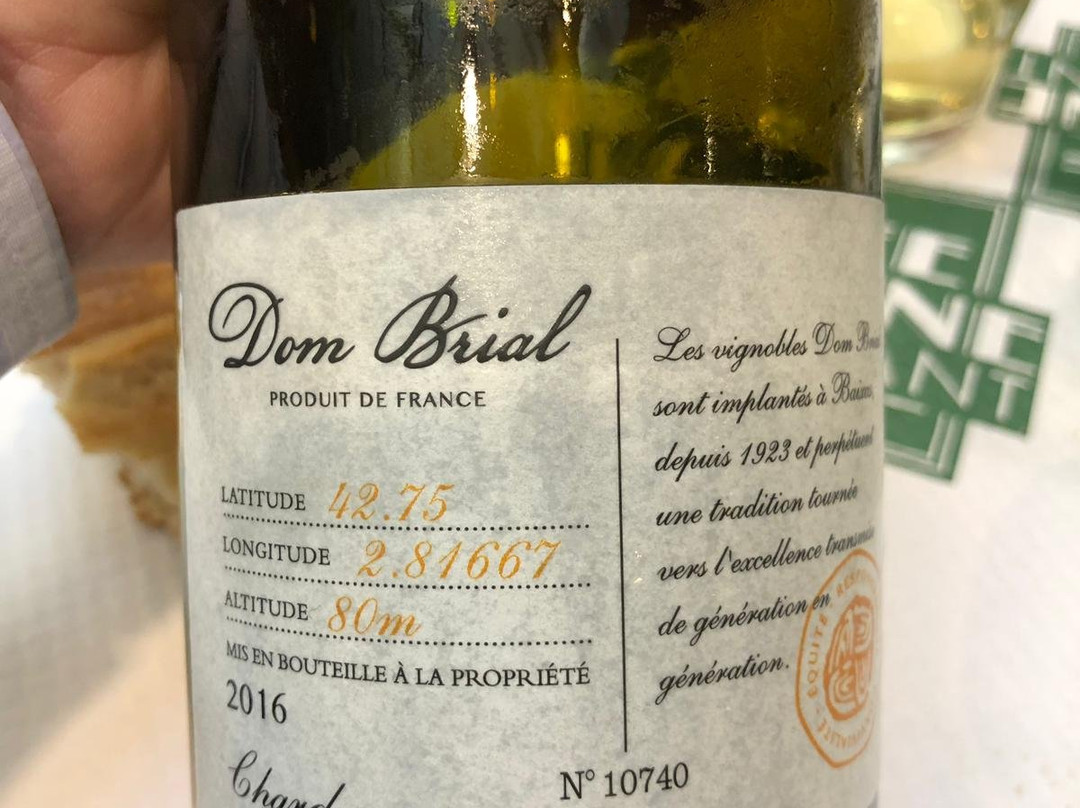 Dom Brial
PRODUIT DE FRANCE
LATITUDE 42.75
LONGITUDE 2.81667
ALTITUDE 80m
MIS EN BOUTEILLE À LA PROPRIÉTÉ
2016
Les vignobles Dom
sont implantés à
depuis 1923 et
une tradition tournée
vers l'excellence
de génération en
génération.
ÉQUITÉ
N° 10740